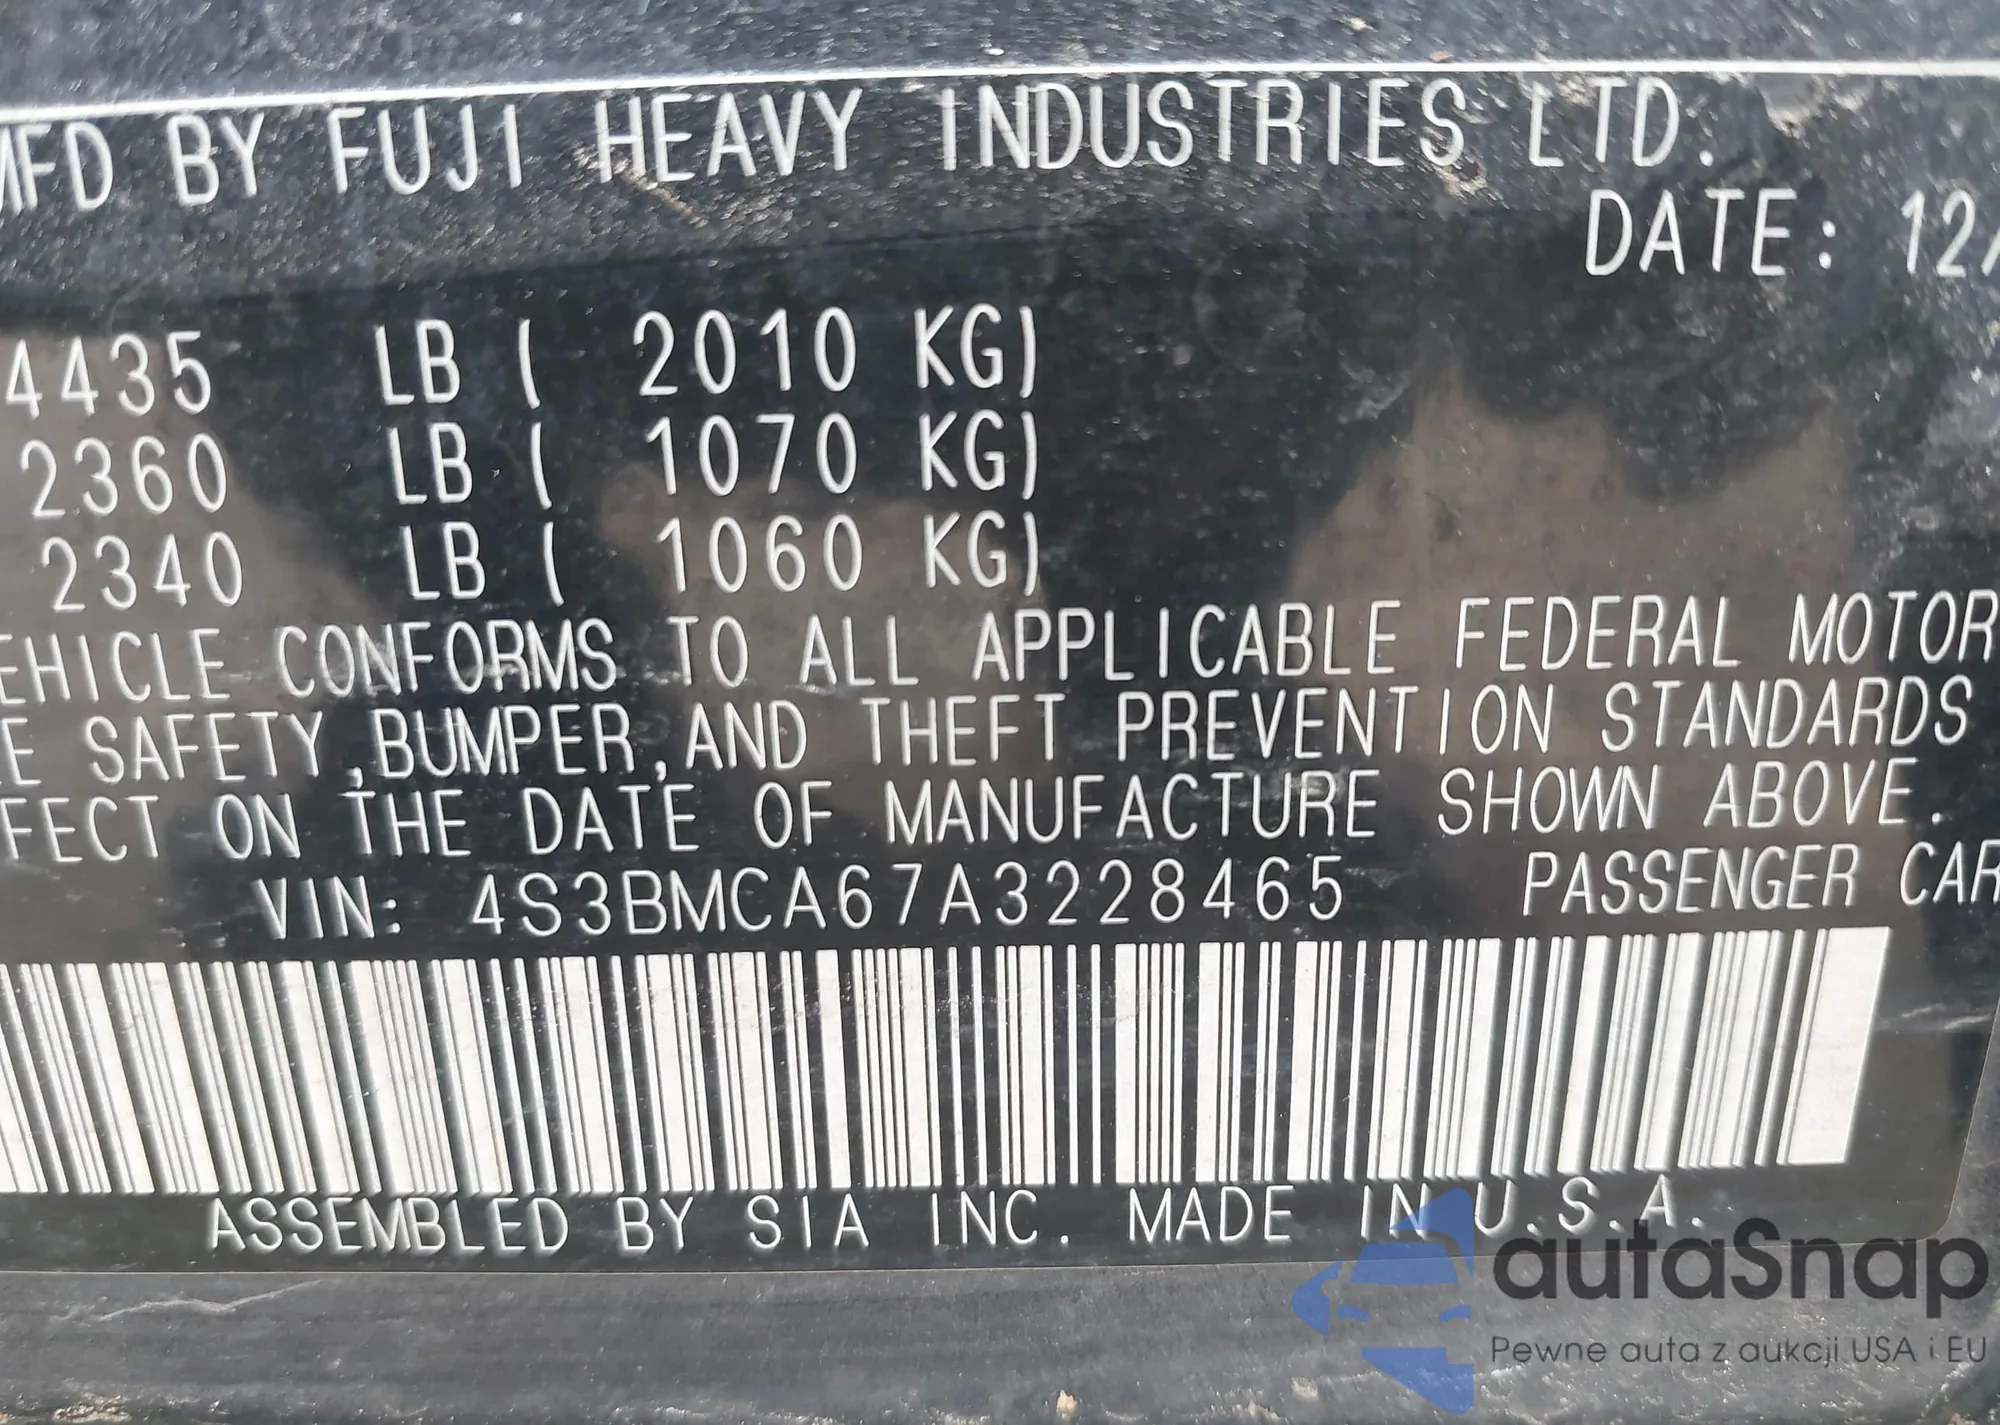 MFD BY FUJI HEAVY INDUSTRIES LTD.
DATE: 12/
4435 LB ( 2010 KG)
2360 LB ( 1070 KG)
2340 LB ( 1060 KG)
EHICLE CONFORMS TO ALL APPLICABLE FEDERAL MOTOR
E SAFETY,BUMPER,AND THEFT PREVENTION STANDARDS
FECT ON THE DATE OF MANUFACTURE SHOWN ABOVE.
VIN: 4S3BMCA67A3228465 PASSENGER CAR
ASSEMBLED BY SIA INC. MADE IN U.S.A.
autaSnap
Pewne auta z aukcji USA i EU